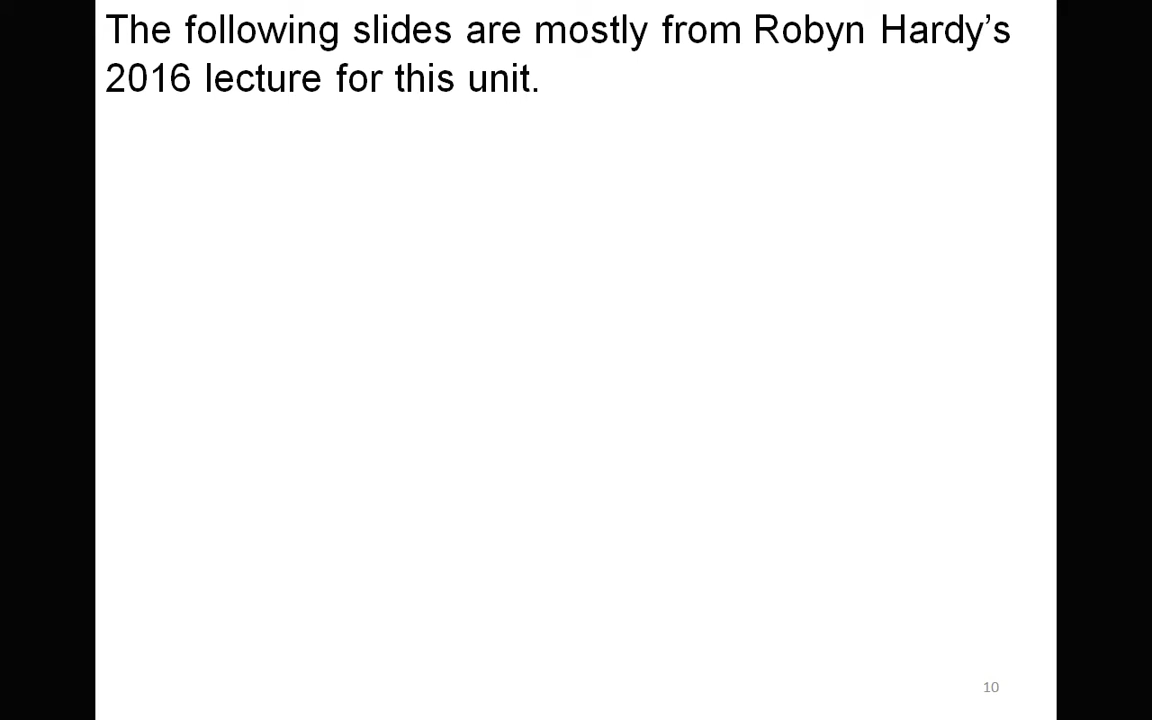 The following slides are mostly from Robyn Hardy’s
2016 lecture for this unit.
10